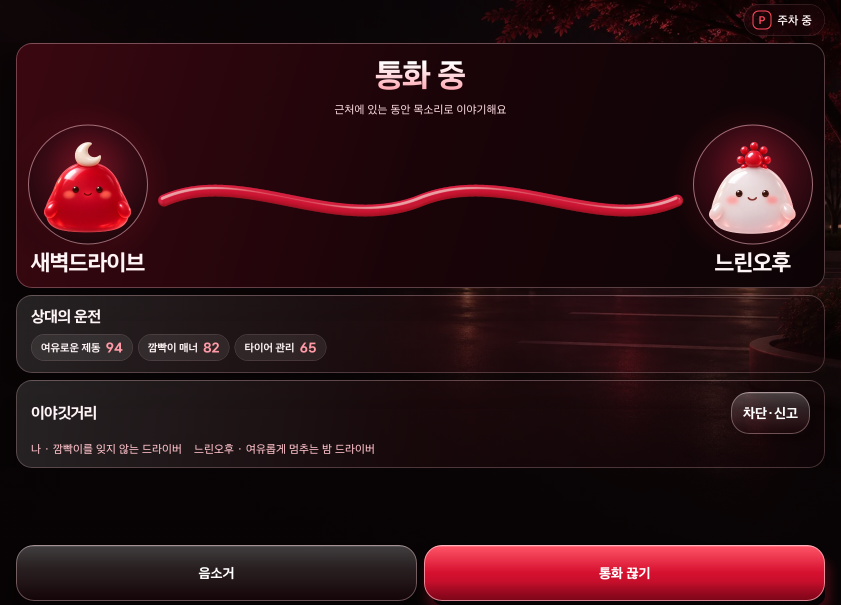 P 주차 중
통화 중
근처에 있는 동안 목소리로 이야기해요
새벽드라이브
느린오후
상대의 운전
여유로운 제동 94 깜빡이 매너 82 타이어 관리 65
이야깃거리
차단·신고
나 · 깜빡이를 잊지 않는 드라이버 느린오후 · 여유롭게 멈추는 밤 드라이버
음소거
통화 끊기